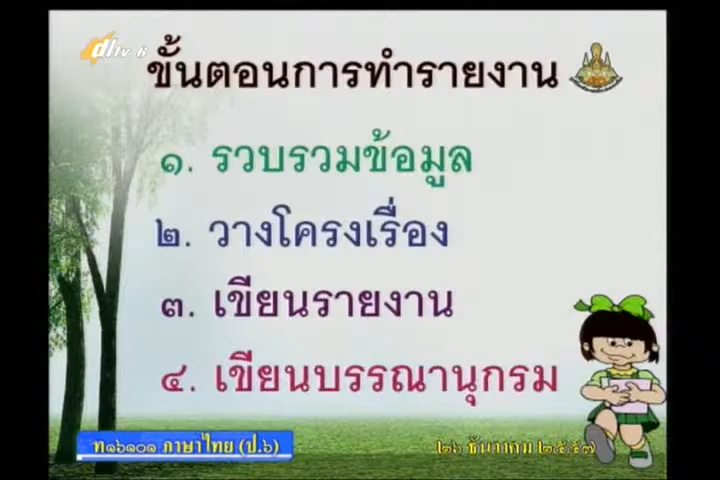 dltv 6
ขั้นตอนการทำรายงาน
๑. รวบรวมข้อมูล
๒. วางโครงเรื่อง
๓. เขียนรายงาน
๔. เขียนบรรณานุกรม
ท๑๖๑๐๑ ภาษาไทย (ป.๖)
๒๖ ธันวาคม ๒๕๕๗